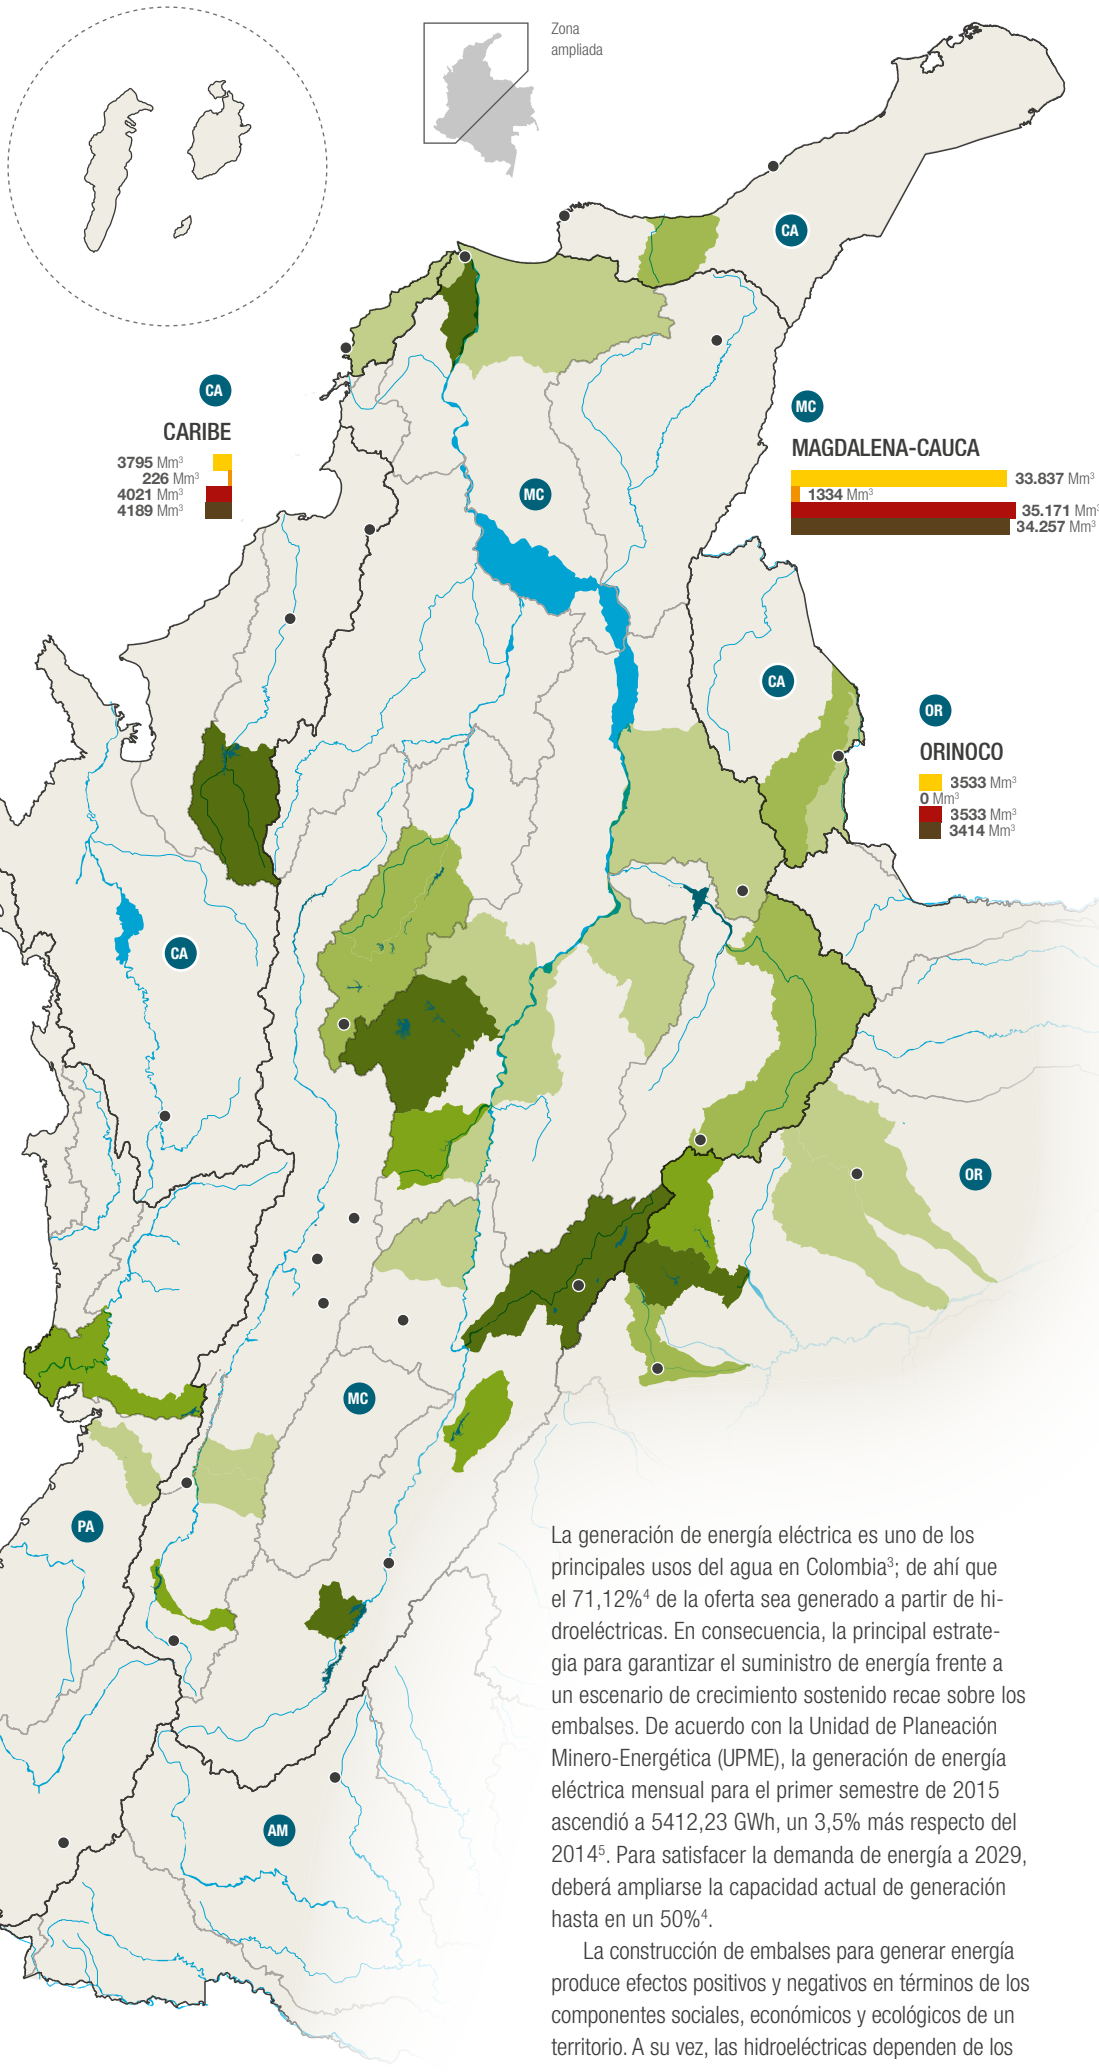 Zona
ampliada
CA
CA
CARIBE
3795 Mm³
226 Mm³
4021 Mm³
4189 Mm³
MC
MAGDALENA-CAUCA
33.837 Mm³
1334 Mm³
35.171 Mm³
34.257 Mm³
MC
CA
OR
ORINOCO
3533 Mm³
0 Mm³
3533 Mm³
3414 Mm³
CA
OR
MC
PA
AM
La generación de energía eléctrica es uno de los
principales usos del agua en Colombia³; de ahí que
el 71,12%⁴ de la oferta sea generado a partir de hi-
droeléctricas. En consecuencia, la principal estrate-
gia para garantizar el suministro de energía frente a
un escenario de crecimiento sostenido recae sobre los
embalses. De acuerdo con la Unidad de Planeación
Minero-Energética (UPME), la generación de energía
eléctrica mensual para el primer semestre de 2015
ascendió a 5412,23 GWh, un 3,5% más respecto del
2014⁵. Para satisfacer la demanda de energía a 2029,
deberá ampliarse la capacidad actual de generación
hasta en un 50%⁴.
La construcción de embalses para generar energía
produce efectos positivos y negativos en términos de los
componentes sociales, económicos y ecológicos de un
territorio. A su vez, las hidroeléctricas dependen de los